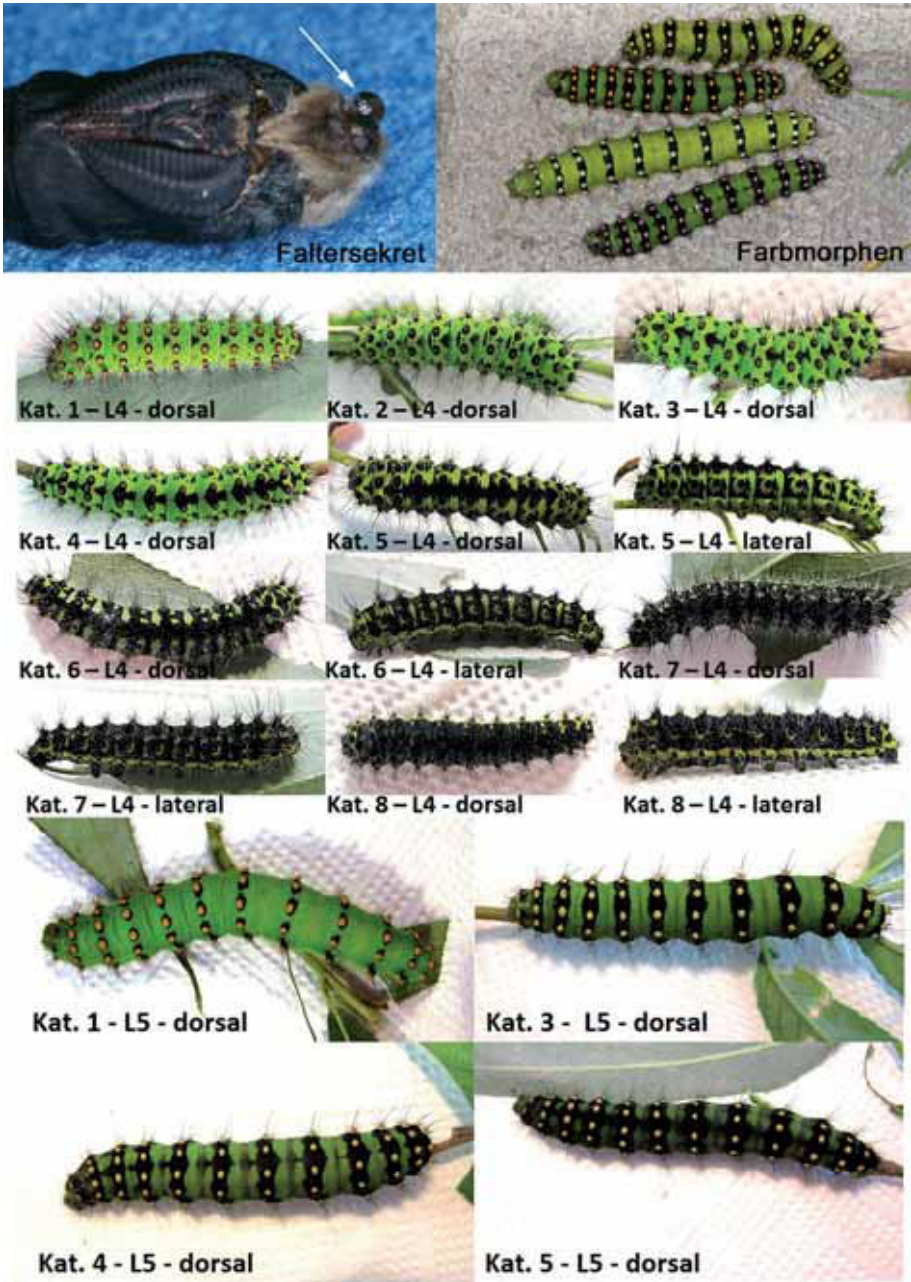 Faltersekret
Farbmorphen
Kat. 1 – L4 - dorsal
Kat. 2 – L4 -dorsal
Kat. 3 – L4 - dorsal
Kat. 4 – L4 - dorsal
Kat. 5 – L4 - dorsal
Kat. 5 – L4 - lateral
Kat. 6 – L4 - dorsal
Kat. 6 – L4 – lateral
Kat. 7 – L4 - dorsal
Kat. 7 – L4 - lateral
Kat. 8 – L4 - dorsal
Kat. 8 – L4 - lateral
Kat. 1 - L5 - dorsal
Kat. 3 - L5 - dorsal
Kat. 4 - L5 - dorsal
Kat. 5 - L5 - dorsal